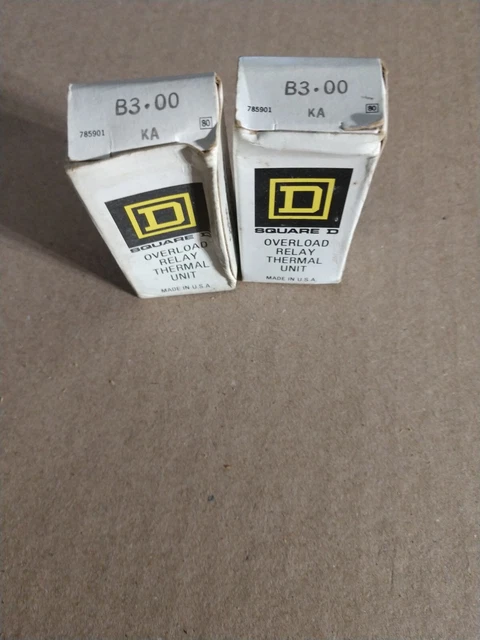 B3.00
785901 KA 80
D
SQUARE D
OVERLOAD
RELAY
THERMAL
UNIT
MADE IN U.S.A.
B3.00
785901 KA 80
D
SQUARE D
OVERLOAD
RELAY
THERMAL
UNIT
MADE IN U.S.A.